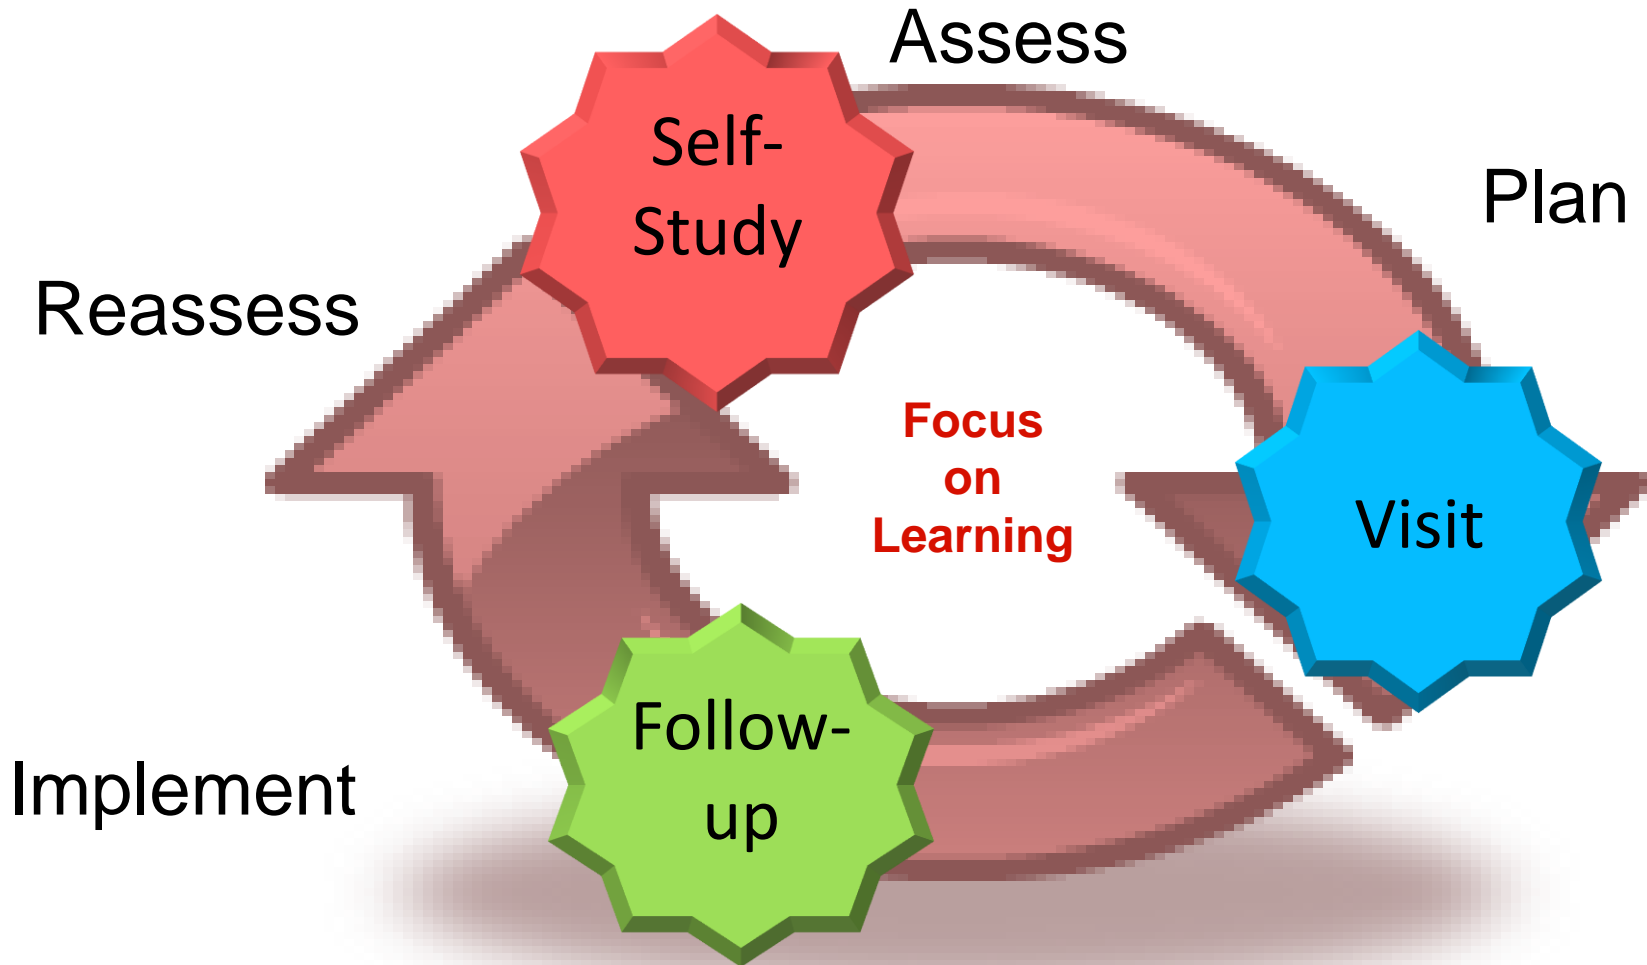 Assess
Self-
Study
Plan
Reassess
Focus
on
Learning
Visit
Follow-
up
Implement